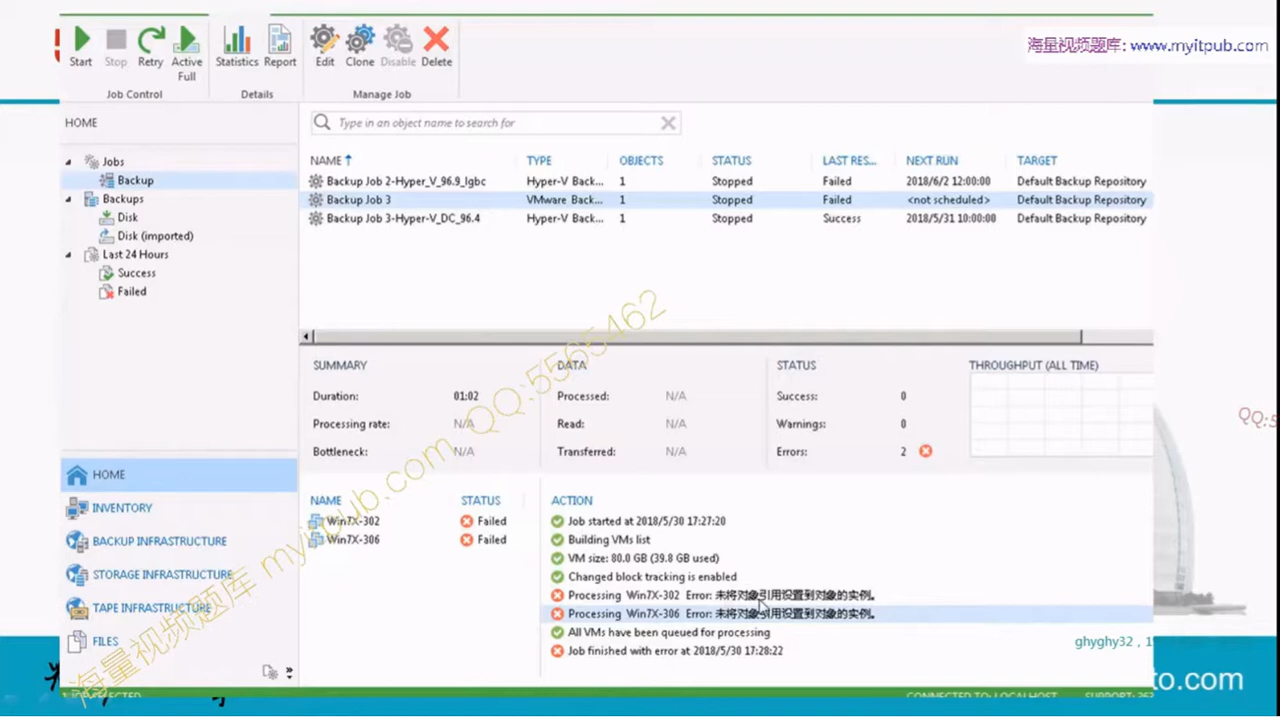 海量视频题库: www.myitpub.com
Start
Stop
Retry
Active
Full
Statistics
Report
Edit
Clone
Disable
Delete
Job Control
Details
Manage Job
HOME
Type in an object name to search for
Jobs
Backup
Backups
Disk
Disk (imported)
Last 24 Hours
Success
Failed
NAME TYPE OBJECTS STATUS LAST RES... NEXT RUN TARGET
Backup Job 2-Hyper_V_96.9_lgbc Hyper-V Back... 1 Stopped Failed 2018/6/2 12:00:00 Default Backup Repository
Backup Job 3 VMware Back... 1 Stopped Failed <not scheduled> Default Backup Repository
Backup Job 3-Hyper-V_DC_96.4 Hyper-V Back... 1 Stopped Success 2018/5/31 10:00:00 Default Backup Repository
SUMMARY
Duration: 01:02
Processing rate: N/A
Bottleneck: N/A
DATA
Processed: N/A
Read: N/A
Transferred: N/A
STATUS
Success: 0
Warnings: 0
Errors: 2
THROUGHPUT (ALL TIME)
HOME
INVENTORY
BACKUP INFRASTRUCTURE
STORAGE INFRASTRUCTURE
TAPE INFRASTRUCTURE
FILES
NAME STATUS
Win7X-302 Failed
Win7X-306 Failed
ACTION
Job started at 2018/5/30 17:27:20
Building VMs list
VM size: 80.0 GB (39.8 GB used)
Changed block tracking is enabled
Processing Win7X-302 Error: 未将对象引用设置到对象的实例。
Processing Win7X-306 Error: 未将对象引用设置到对象的实例。
All VMs have been queued for processing
Job finished with error at 2018/5/30 17:28:22
海量视频题库 myitpub.com QQ:5565462
QQ:5
ghyghy32
to.com
1 JOB SELECTED
CONNECTED TO: LOCALHOST
SUPPORT: